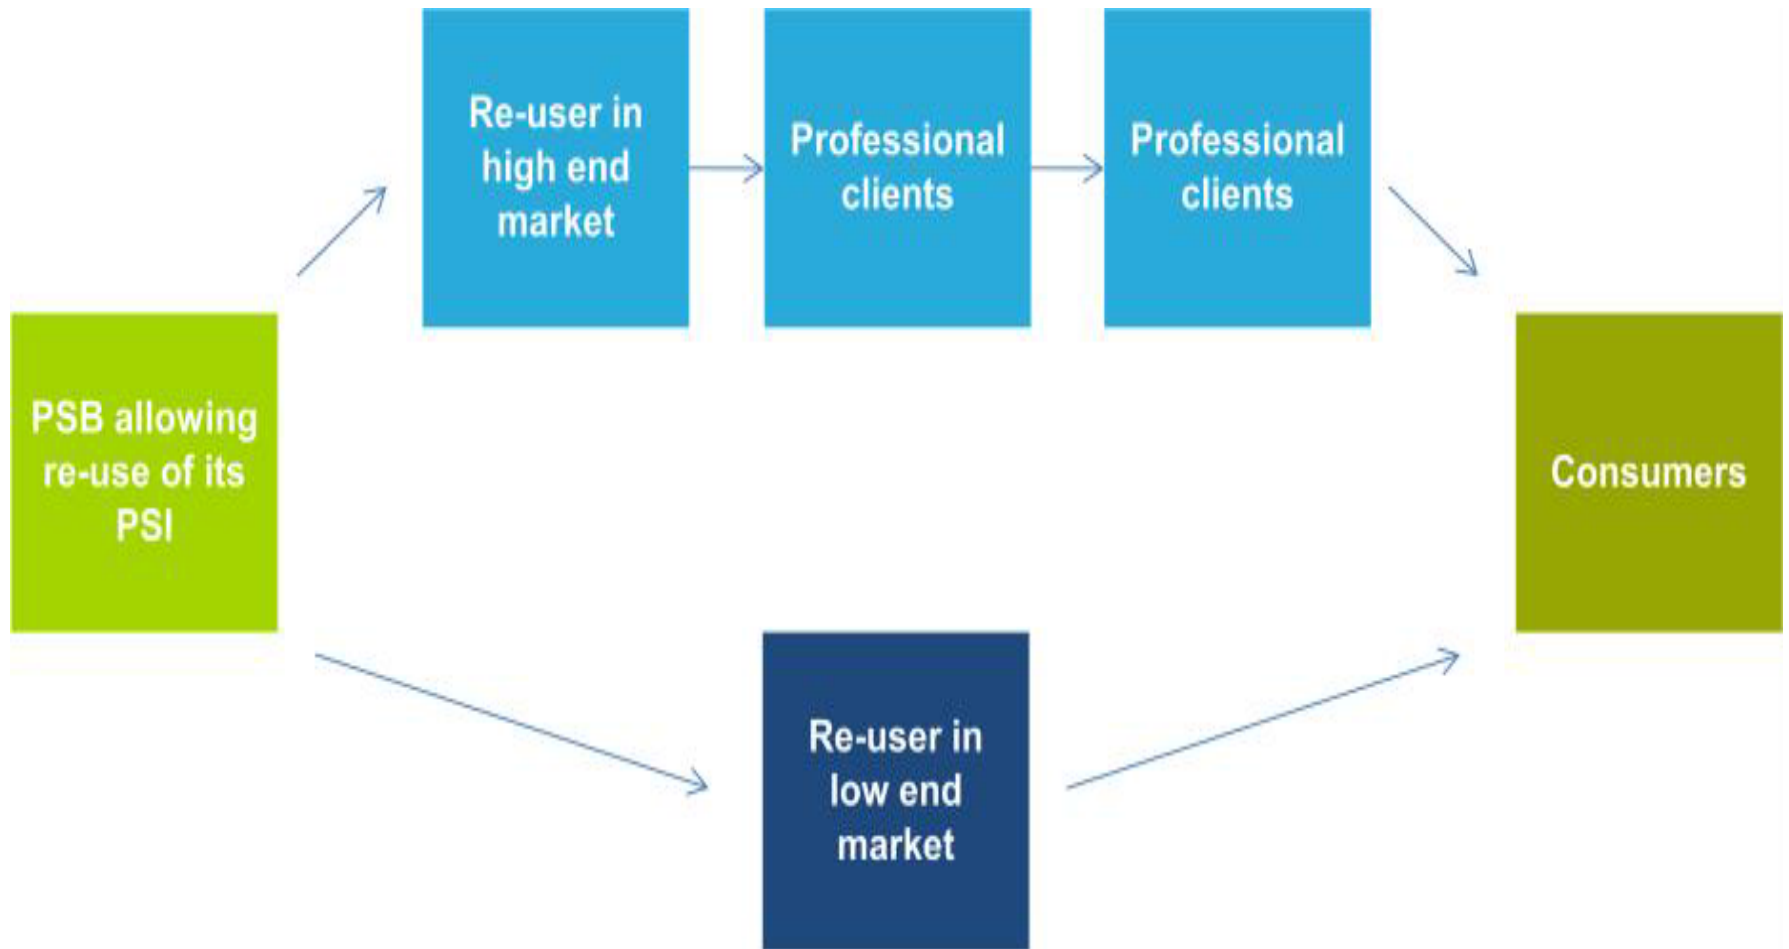 Re-user in
high end
market
Professional
clients
Professional
clients
PSB allowing
re-use of its
PSI
Consumers
Re-user in
low end
market